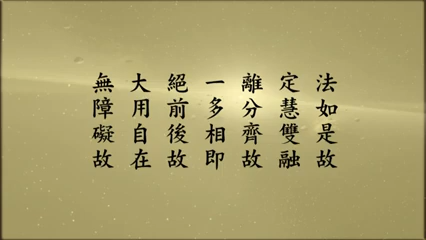 法如是故
定慧雙融
離分齊故
一多相即
絕前後故
大用自在
無障礙故